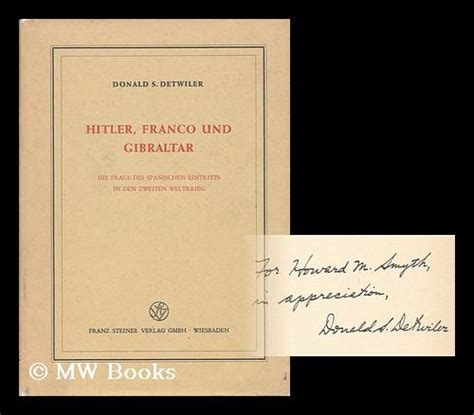 DONALD S. DETWILER
HITLER, FRANCO UND
GIBRALTAR
DIE FRAGE DES SPANISCHEN EINTRITTS
IN DEN ZWEITEN WELTKRIEG
FRANZ STEINER VERLAG GMBH · WIESBADEN
For Howard M. Smyth,
in appreciation,
Donald S. Detwiler
© MW Books